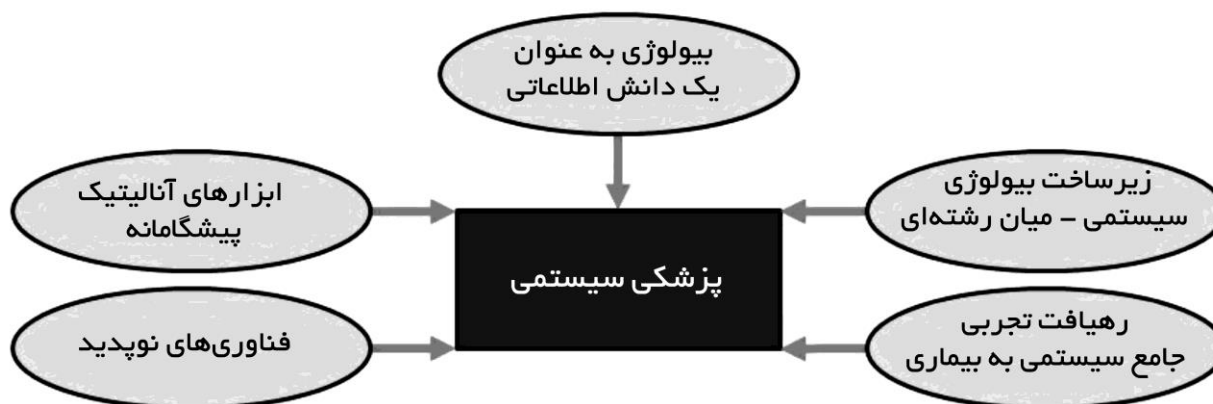 بیولوژی به عنوان
یک دانش اطلاعاتی
زیرساخت بیولوژی
سیستمی – میان رشته‌ای
ابزارهای آنالیتیک
پیشگامانه
پزشکی سیستمی
رهیافت تجربی
جامع سیستمی به بیماری
فناوری‌های نوپدید